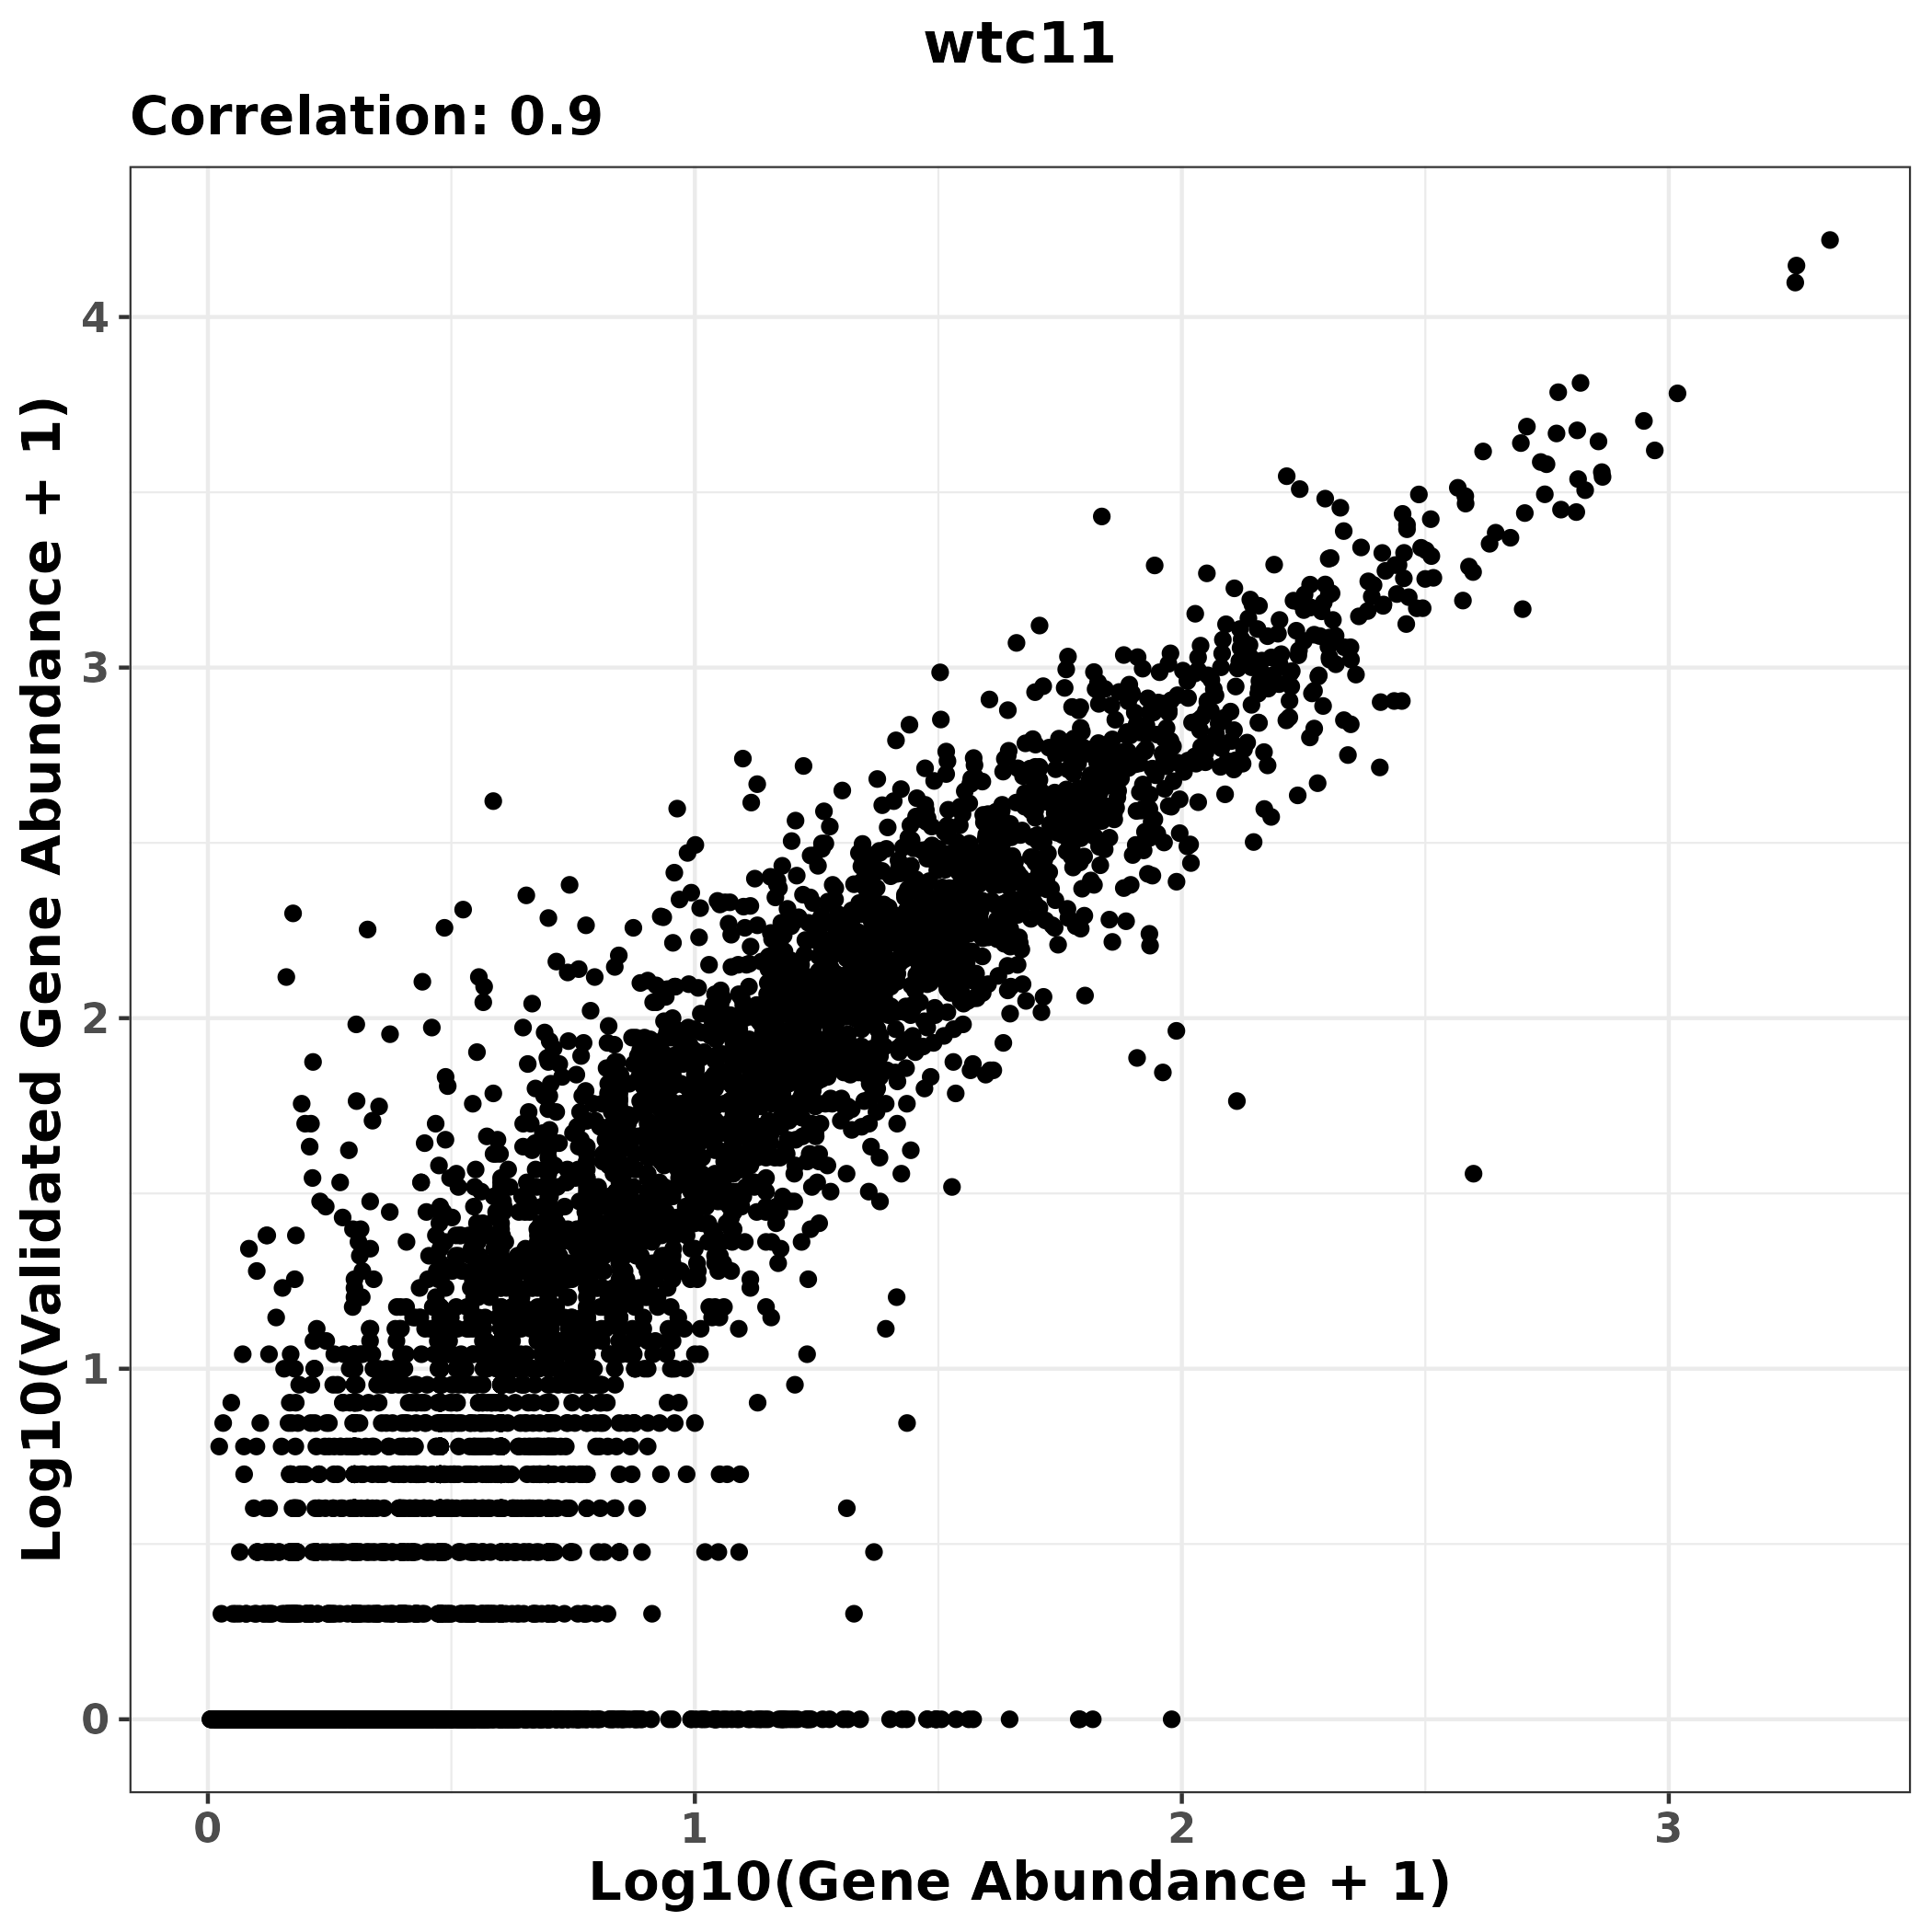 wtc11
Correlation: 0.9
Log10(Validated Gene Abundance + 1)
4
3
2
1
0
0 1 2 3
Log10(Gene Abundance + 1)